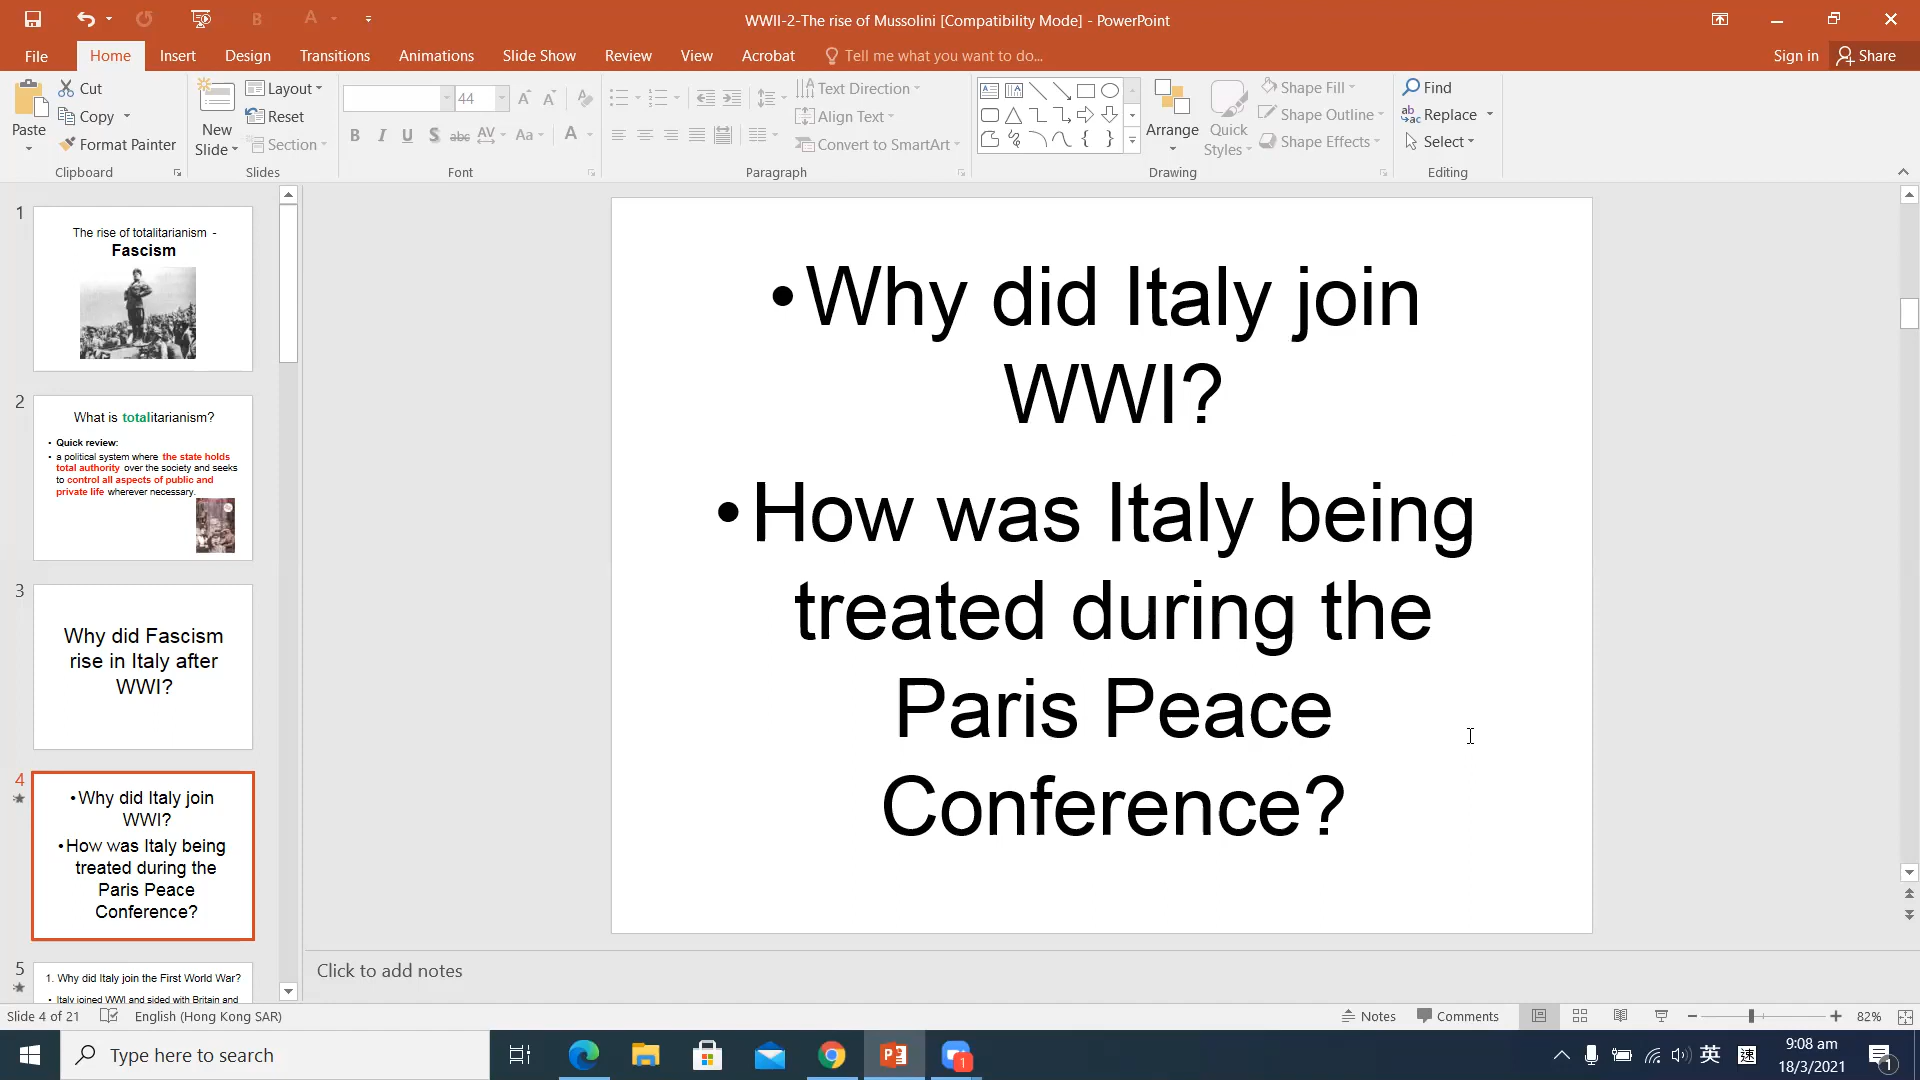 WWII-2-The rise of Mussolini [Compatibility Mode] - PowerPoint
File Home Insert Design Transitions Animations Slide Show Review View Acrobat Tell me what you want to do... Sign in Share
Paste
Cut
Copy
Format Painter
Clipboard
New Slide
Layout
Reset
Section
Slides
44
B I U S abc AV Aa A
Font
Text Direction
Align Text
Convert to SmartArt
Paragraph
Arrange
Quick Styles
Shape Fill
Shape Outline
Shape Effects
Drawing
Find
Replace
Select
Editing
1
The rise of totalitarianism -
Fascism
2
What is totalitarianism?
• Quick review:
• a political system where the state holds
total authority over the society and seeks
to control all aspects of public and
private life wherever necessary.
3
Why did Fascism
rise in Italy after
WWI?
4
•Why did Italy join
WWI?
•How was Italy being
treated during the
Paris Peace
Conference?
5
1. Why did Italy join the First World War?
• Italy joined WWI and sided with Britain and
•Why did Italy join
WWI?
•How was Italy being
treated during the
Paris Peace
Conference?
Click to add notes
Slide 4 of 21 English (Hong Kong SAR) Notes Comments 82%
Type here to search
1
英
速
9:08 am
18/3/2021
1